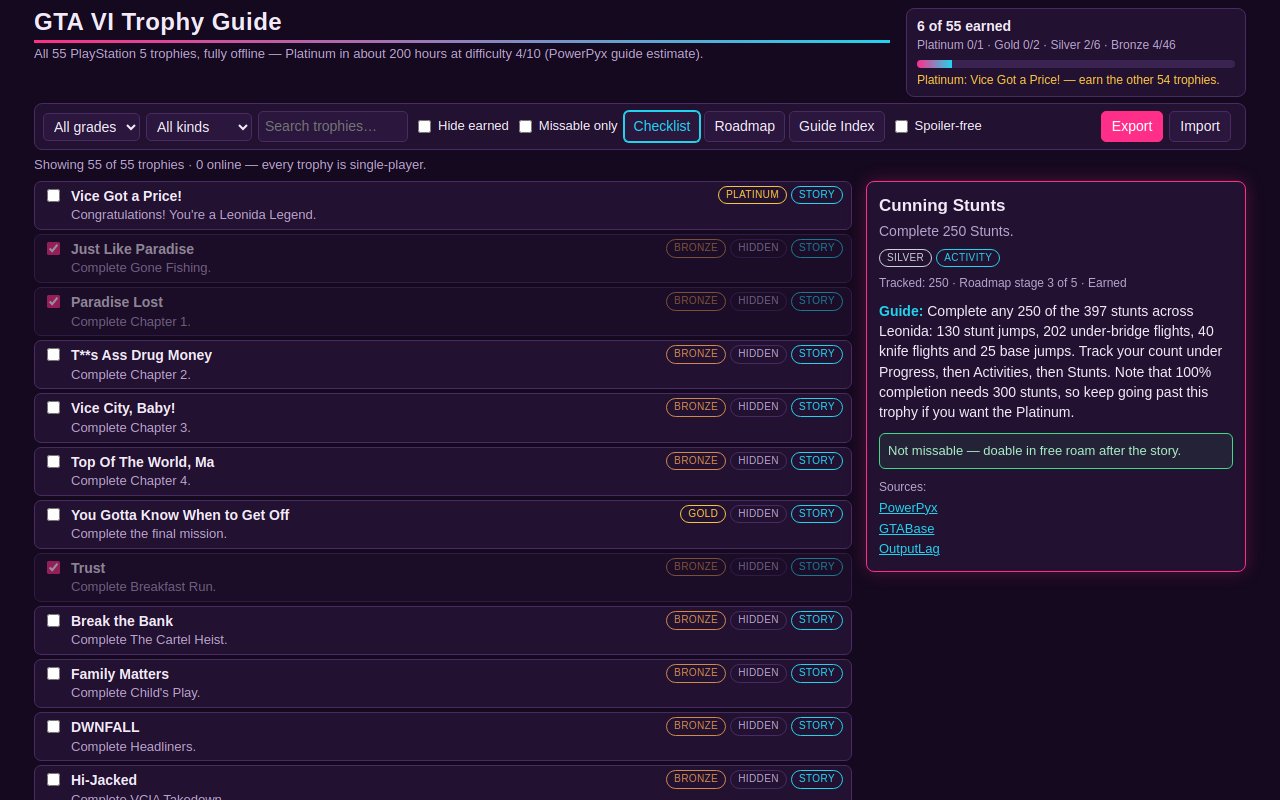 GTA VI Trophy Guide
All 55 PlayStation 5 trophies, fully offline — Platinum in about 200 hours at difficulty 4/10 (PowerPyx guide estimate).
6 of 55 earned
Platinum 0/1 · Gold 0/2 · Silver 2/6 · Bronze 4/46
Platinum: Vice Got a Price! — earn the other 54 trophies.
All grades All kinds Search trophies… Hide earned Missable only Checklist Roadmap Guide Index Spoiler-free Export Import
Showing 55 of 55 trophies · 0 online — every trophy is single-player.
Vice Got a Price! PLATINUM STORY
Congratulations! You're a Leonida Legend.
Just Like Paradise BRONZE HIDDEN STORY
Complete Gone Fishing.
Paradise Lost BRONZE HIDDEN STORY
Complete Chapter 1.
T**s Ass Drug Money BRONZE HIDDEN STORY
Complete Chapter 2.
Vice City, Baby! BRONZE HIDDEN STORY
Complete Chapter 3.
Top Of The World, Ma BRONZE HIDDEN STORY
Complete Chapter 4.
You Gotta Know When to Get Off GOLD HIDDEN STORY
Complete the final mission.
Trust BRONZE HIDDEN STORY
Complete Breakfast Run.
Break the Bank BRONZE HIDDEN STORY
Complete The Cartel Heist.
Family Matters BRONZE HIDDEN STORY
Complete Child's Play.
DWNFALL BRONZE HIDDEN STORY
Complete Headliners.
Hi-Jacked BRONZE HIDDEN STORY
Complete VCIA Takedown.
Cunning Stunts
Complete 250 Stunts.
SILVER ACTIVITY
Tracked: 250 · Roadmap stage 3 of 5 · Earned
Guide: Complete any 250 of the 397 stunts across
Leonida: 130 stunt jumps, 202 under-bridge flights, 40
knife flights and 25 base jumps. Track your count under
Progress, then Activities, then Stunts. Note that 100%
completion needs 300 stunts, so keep going past this
trophy if you want the Platinum.
Not missable — doable in free roam after the story.
Sources:
PowerPyx
GTABase
OutputLag